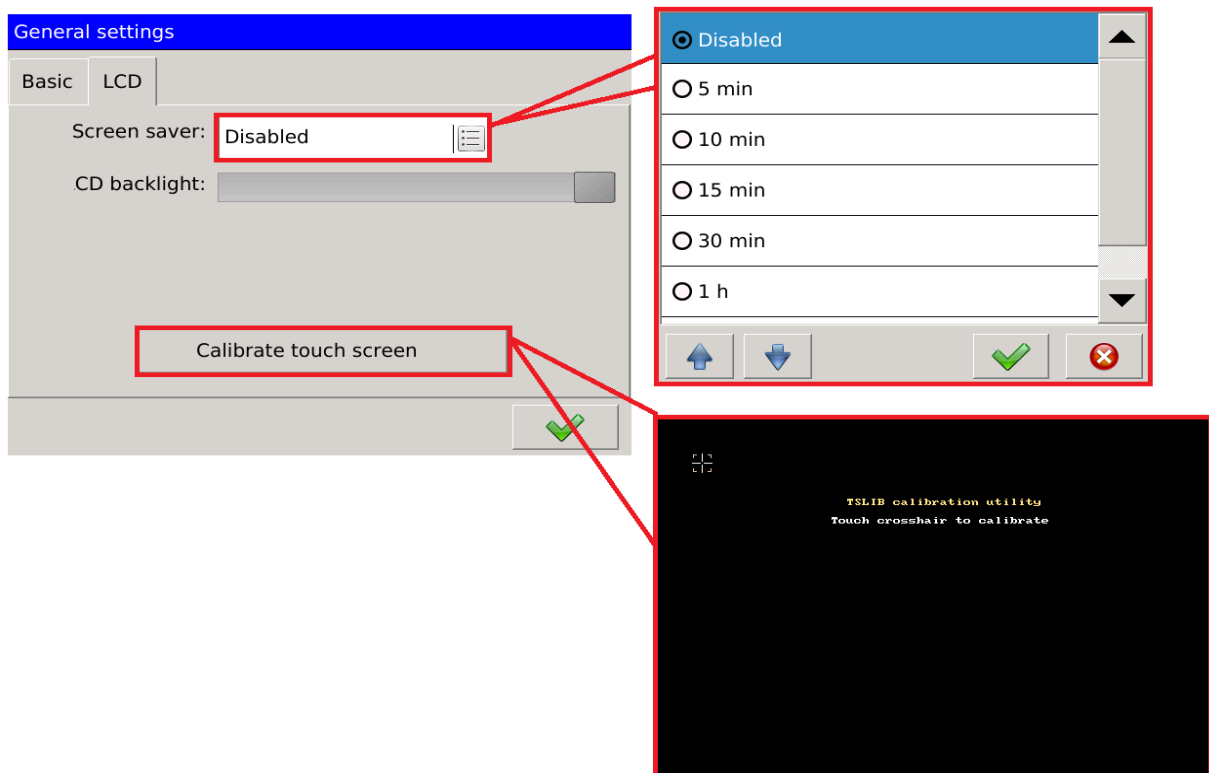 General settings
Basic LCD
Screen saver: Disabled
CD backlight:
Calibrate touch screen
Disabled
5 min
10 min
15 min
30 min
1 h
TSLIB calibration utility
Touch crosshair to calibrate